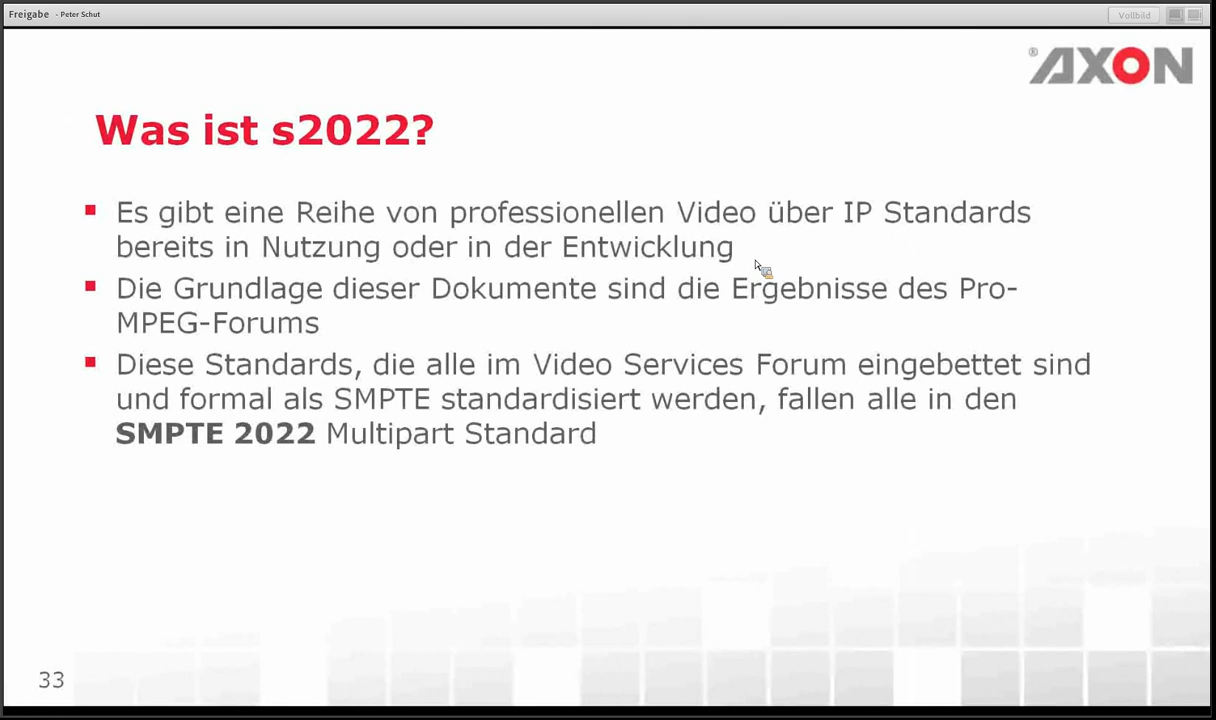 Freigabe - Peter Schut
Vollbild
® AXON
Was ist s2022?
Es gibt eine Reihe von professionellen Video über IP Standards
bereits in Nutzung oder in der Entwicklung
Die Grundlage dieser Dokumente sind die Ergebnisse des Pro-
MPEG-Forums
Diese Standards, die alle im Video Services Forum eingebettet sind
und formal als SMPTE standardisiert werden, fallen alle in den
SMPTE 2022 Multipart Standard
33